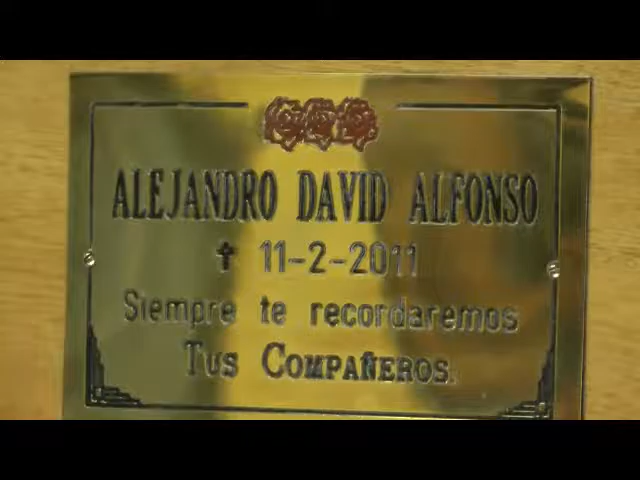 ALEJANDRO DAVID ALFONSO
✝ 11-2-2011
Siempre te recordaremos
TUS COMPAÑEROS.